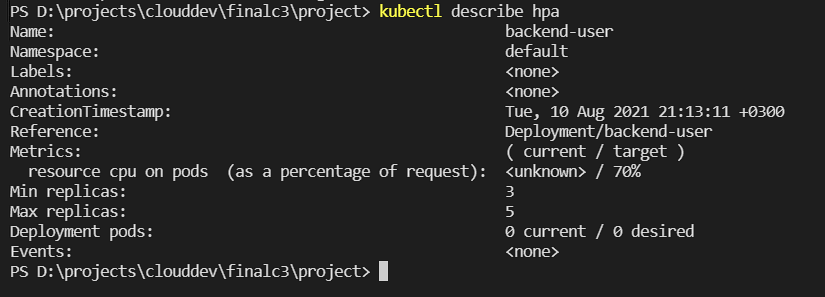 PS D:\projects\clouddev\finalc3\project> kubectl describe hpa
Name:                                                  backend-user
Namespace:                                             default
Labels:                                                <none>
Annotations:                                           <none>
CreationTimestamp:                                     Tue, 10 Aug 2021 21:13:11 +0300
Reference:                                             Deployment/backend-user
Metrics:                                               ( current / target )
  resource cpu on pods  (as a percentage of request):  <unknown> / 70%
Min replicas:                                          3
Max replicas:                                          5
Deployment pods:                                       0 current / 0 desired
Events:                                                <none>
PS D:\projects\clouddev\finalc3\project>